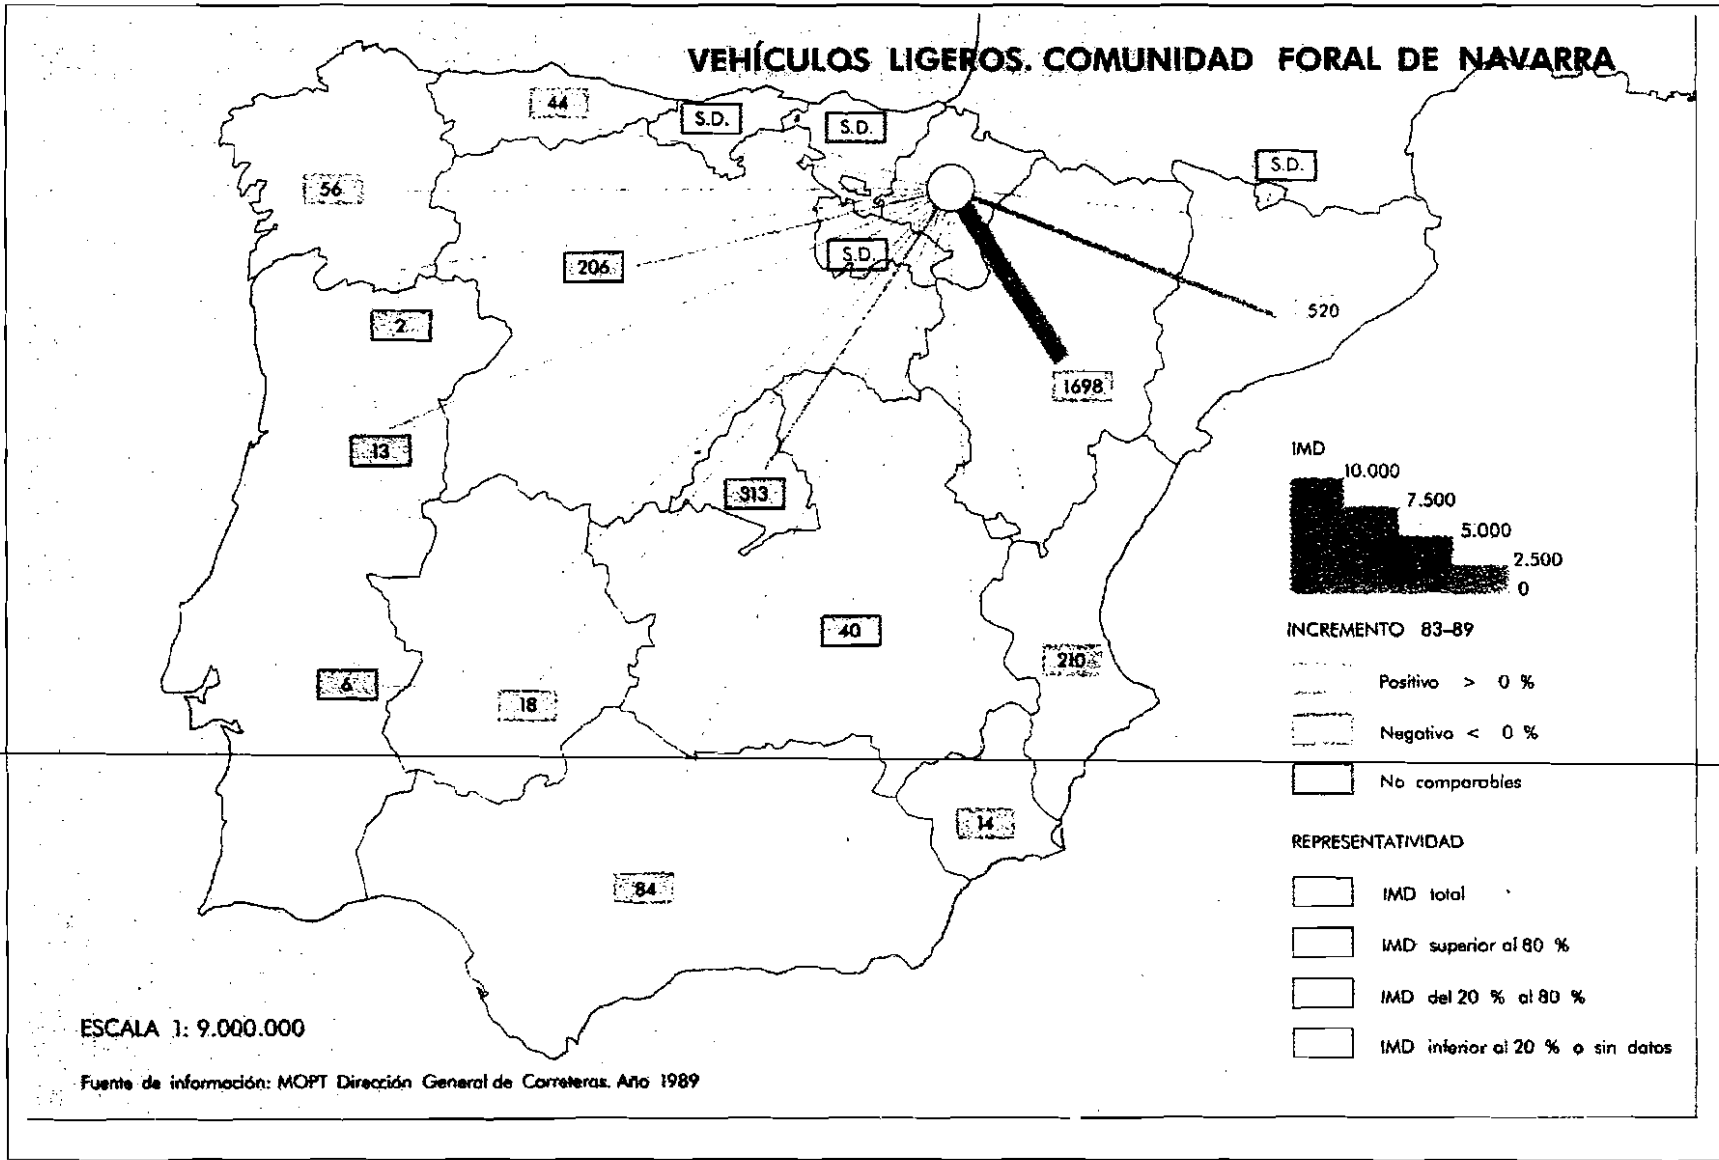 VEHÍCULOS LIGEROS. COMUNIDAD FORAL DE NAVARRA
44
S.D.
S.D.
S.D.
56
206
S.D.
2
520
1698
13
313
40
6
18
210
14
84
IMD
10.000
7.500
5.000
2.500
0
INCREMENTO 83-89
Positivo > 0 %
Negativo < 0 %
No comparables
REPRESENTATIVIDAD
IMD total
IMD superior al 80 %
IMD del 20 % al 80 %
IMD inferior al 20 % o sin datos
ESCALA 1: 9.000.000
Fuente de información: MOPT Dirección General de Carreteras. Año 1989